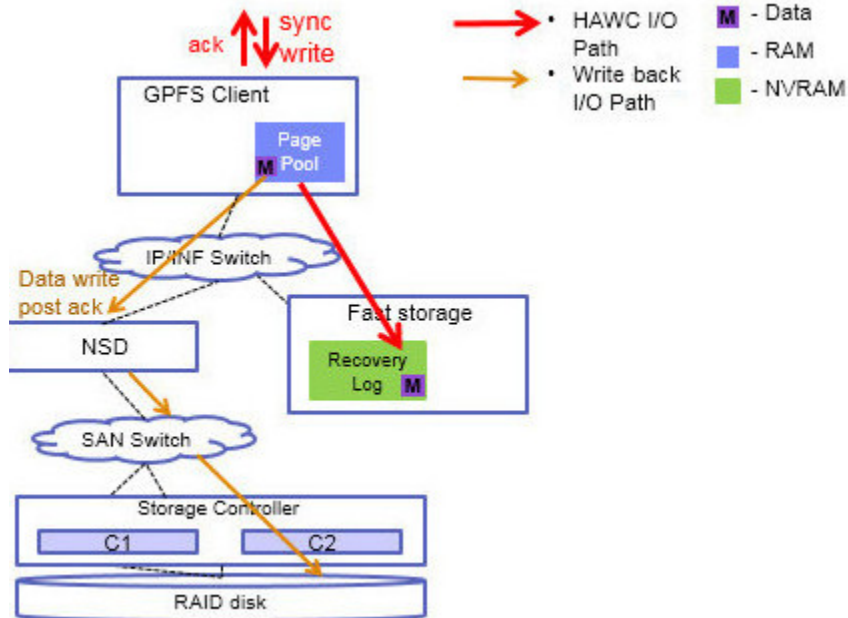 ack
sync
write
• HAWC I/O
Path
• Write back
I/O Path
M - Data
- RAM
- NVRAM
GPFS Client
Page
Pool
M
IP/INF Switch
Data write
post ack
NSD
Fast storage
Recovery
Log
M
SAN Switch
Storage Controller
C1
C2
RAID disk